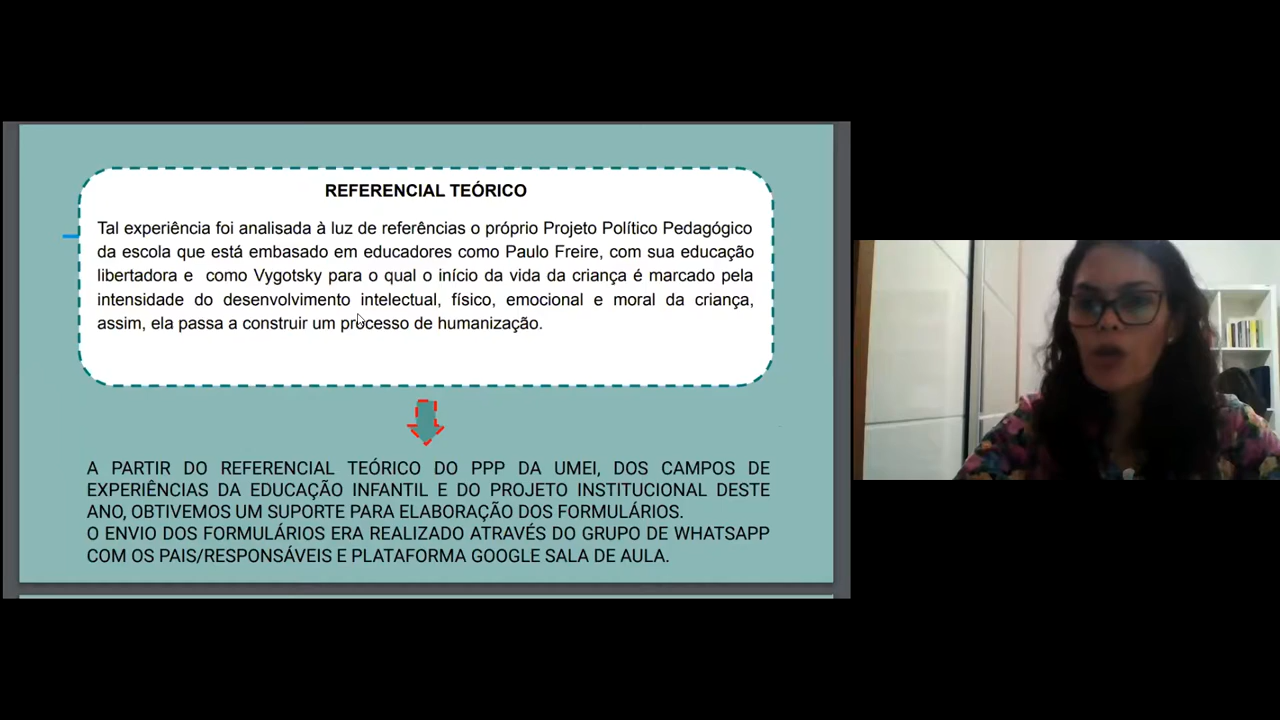 REFERENCIAL TEÓRICO
Tal experiência foi analisada à luz de referências o próprio Projeto Político Pedagógico
da escola que está embasado em educadores como Paulo Freire, com sua educação
libertadora e como Vygotsky para o qual o início da vida da criança é marcado pela
intensidade do desenvolvimento intelectual, físico, emocional e moral da criança,
assim, ela passa a construir um processo de humanização.
A PARTIR DO REFERENCIAL TEÓRICO DO PPP DA UMEI, DOS CAMPOS DE
EXPERIÊNCIAS DA EDUCAÇÃO INFANTIL E DO PROJETO INSTITUCIONAL DESTE
ANO, OBTIVEMOS UM SUPORTE PARA ELABORAÇÃO DOS FORMULÁRIOS.
O ENVIO DOS FORMULÁRIOS ERA REALIZADO ATRAVÉS DO GRUPO DE WHATSAPP
COM OS PAIS/RESPONSÁVEIS E PLATAFORMA GOOGLE SALA DE AULA.